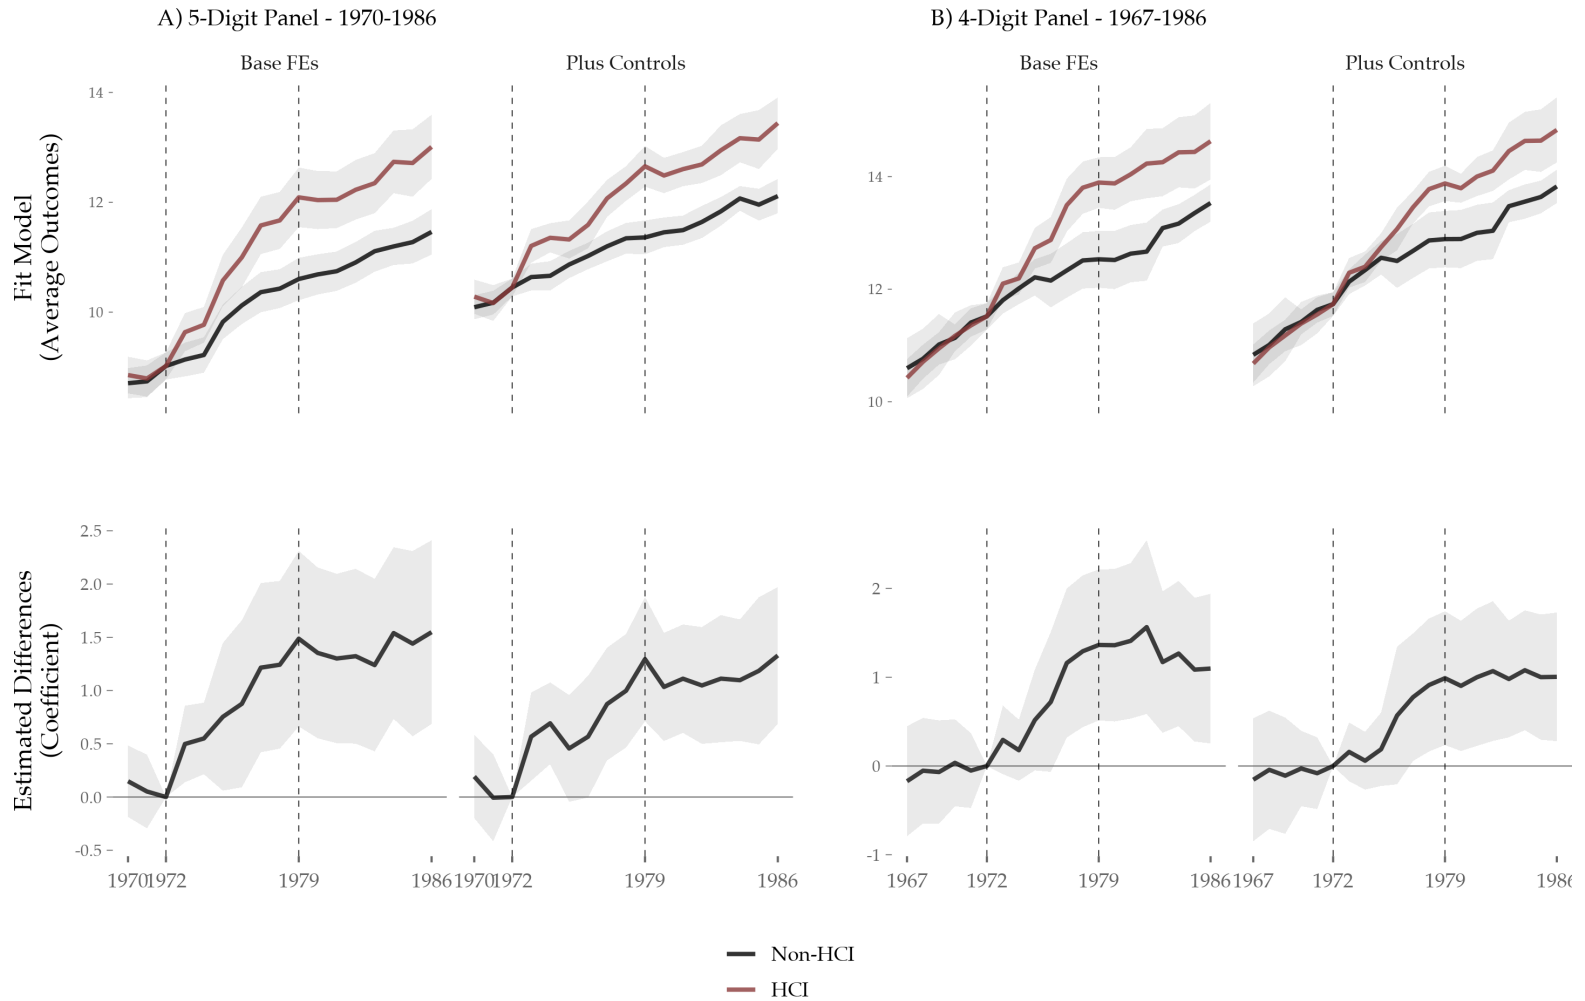 A) 5-Digit Panel - 1970-1986
B) 4-Digit Panel - 1967-1986
Base FEs
Plus Controls
Base FEs
Plus Controls
Fit Model
(Average Outcomes)
14
12
10
14
12
10
Estimated Differences
(Coefficient)
2.5
2.0
1.5
1.0
0.5
0.0
-0.5
2
1
0
-1
1970 1972 1979 1986
1970 1972 1979 1986
1967 1972 1979 1986
1967 1972 1979 1986
Non-HCI
HCI